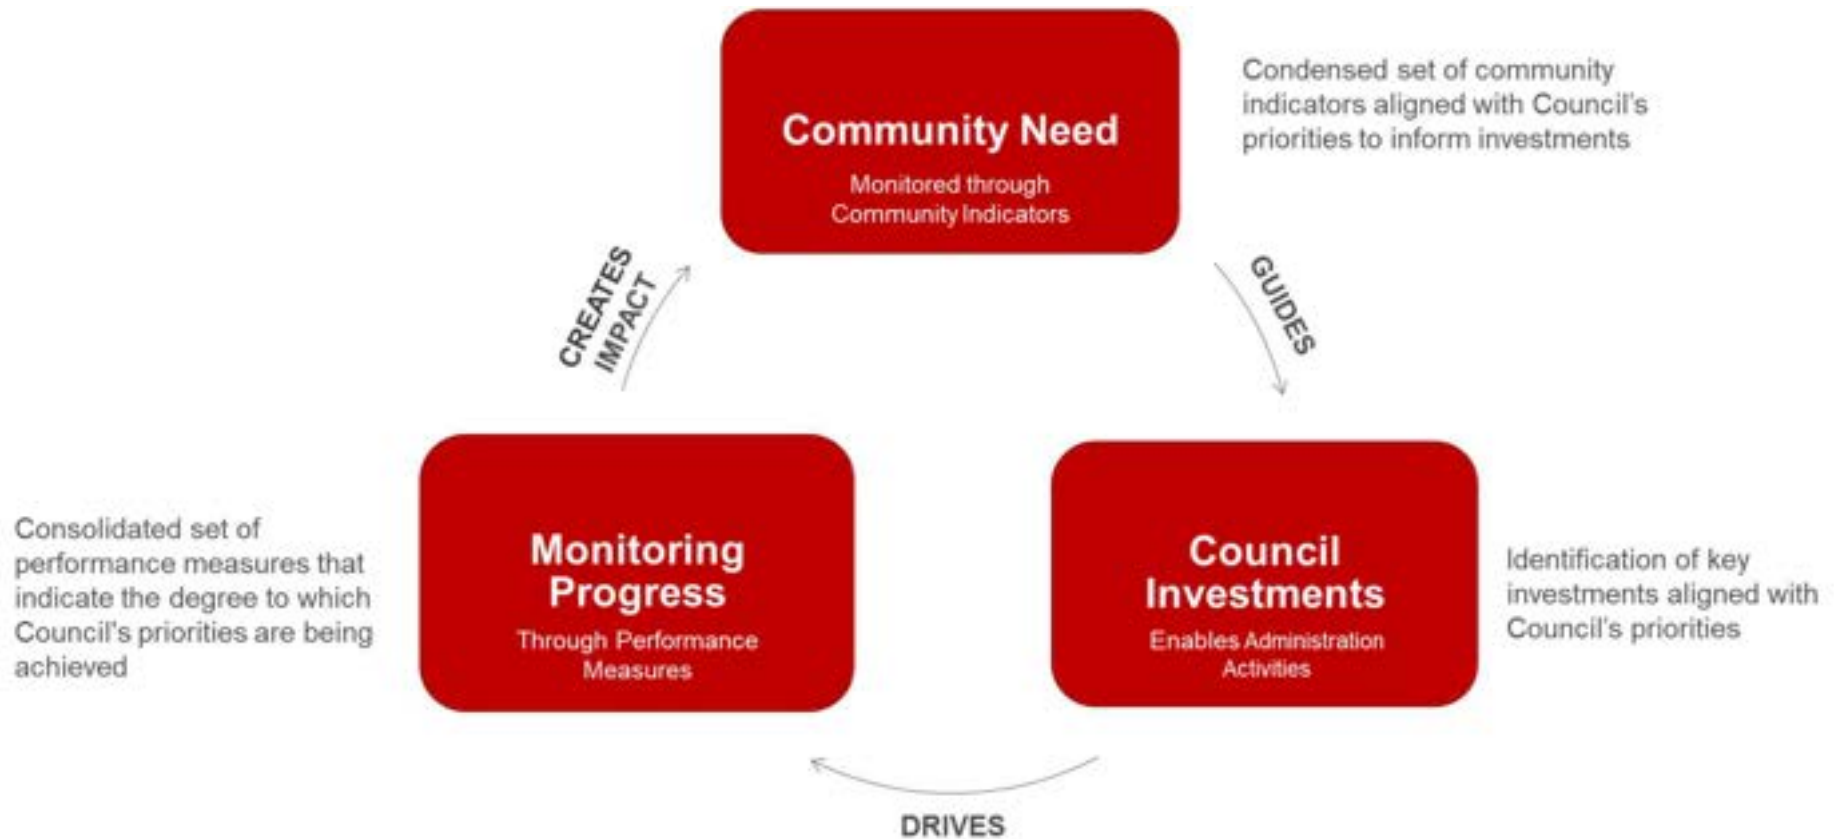 Community Need
Monitored through
Community Indicators
Condensed set of community
indicators aligned with Council's
priorities to inform investments
CREATES
IMPACT
GUIDES
Consolidated set of
performance measures that
indicate the degree to which
Council's priorities are being
achieved
Monitoring
Progress
Through Performance
Measures
Council
Investments
Enables Administration
Activities
Identification of key
investments aligned with
Council's priorities
DRIVES